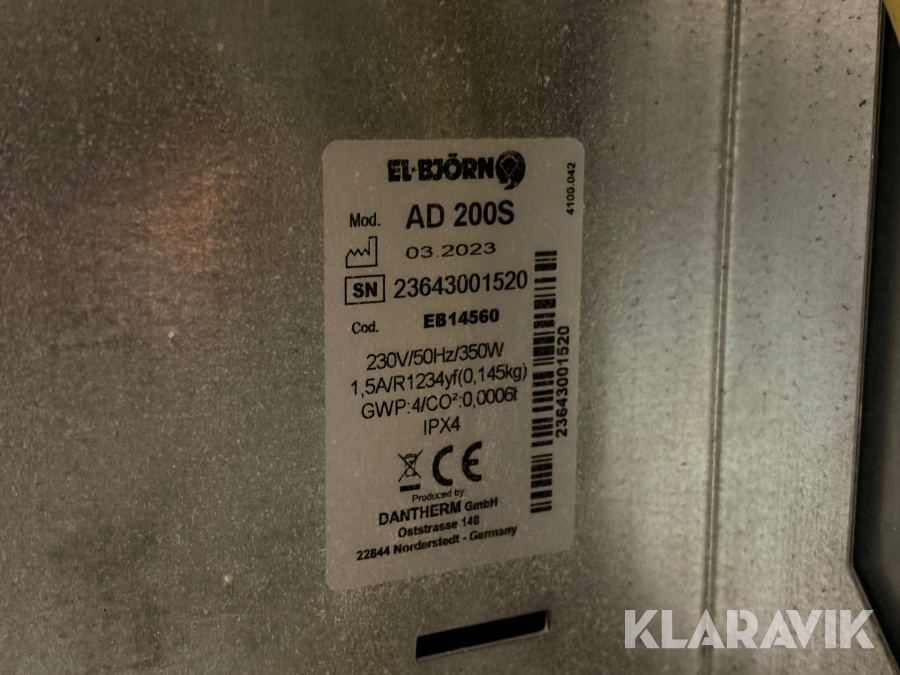 EL·BJÖRN
4100.042
Mod. AD 200S
03.2023
SN 23643001520
Cod. EB14560
230V/50Hz/350W
1,5A/R1234yf(0,145kg)
GWP:4/CO²:0,0006t
IPX4
CE
Produced by
DANTHERM GmbH
Oststrasse 148
22844 Norderstedt - Germany
23643001520
KLARAVIK